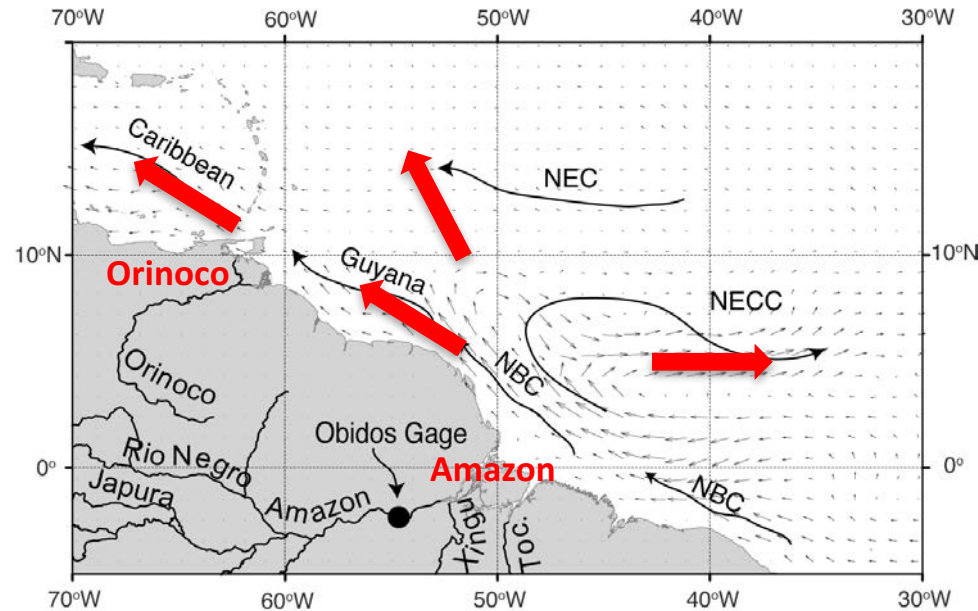 70°W 60°W 50°W 40°W 30°W
Caribbean
NEC
10°N 10°N
Orinoco
Guyana
NECC
Orinoco
NBC
Obidos Gage
Rio Negro
Amazon
0° 0°
Japura
Amazon
NBC
Xingu
Toc.
70°W 60°W 50°W 40°W 30°W